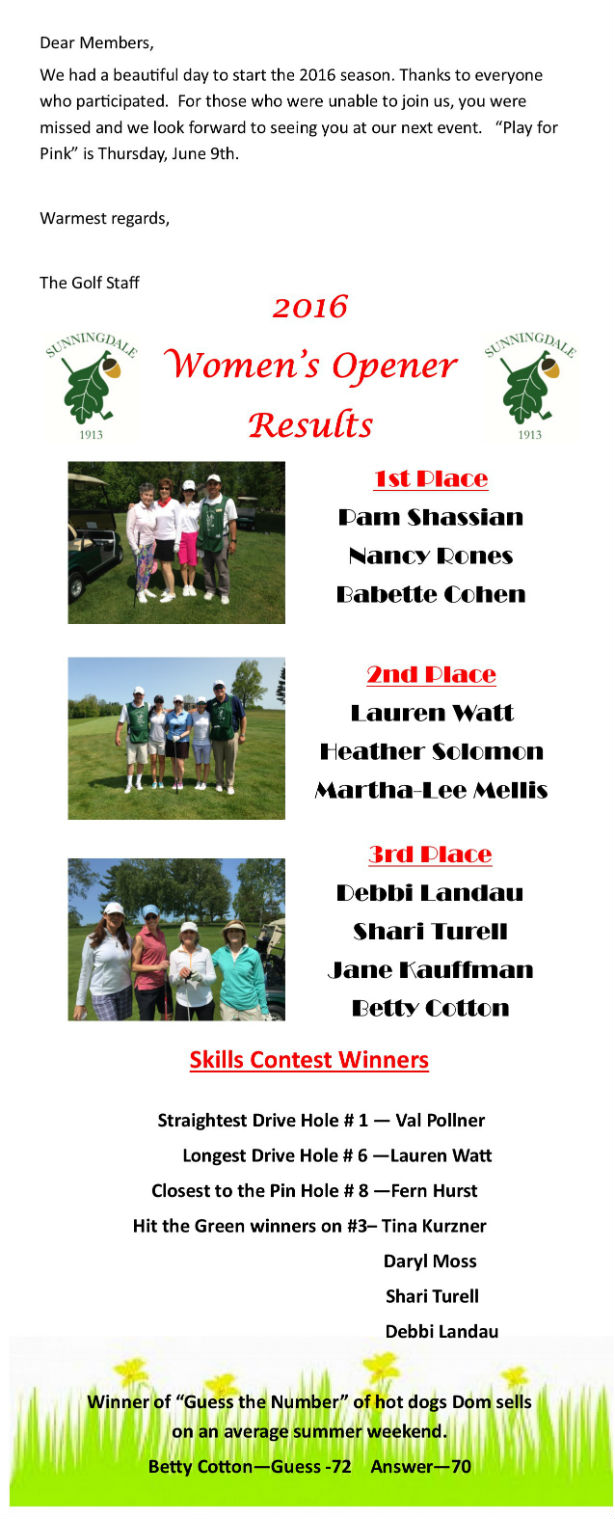 Dear Members,
We had a beautiful day to start the 2016 season. Thanks to everyone
who participated.  For those who were unable to join us, you were
missed and we look forward to seeing you at our next event.   “Play for
Pink” is Thursday, June 9th.
Warmest regards,
The Golf Staff
2016
Women’s Opener
Results
SUNNINGDALE
1913
SUNNINGDALE
1913
1st Place
Pam Shassian
Nancy Rones
Babette Cohen
2nd Place
Lauren Watt
Heather Solomon
Martha-Lee Mellis
3rd Place
Debbi Landau
Shari Turell
Jane Kauffman
Betty Cotton
Skills Contest Winners
Straightest Drive Hole # 1 — Val Pollner
Longest Drive Hole # 6 —Lauren Watt
Closest to the Pin Hole # 8 —Fern Hurst
Hit the Green winners on #3– Tina Kurzner
Daryl Moss
Shari Turell
Debbi Landau
Winner of “Guess the Number” of hot dogs Dom sells
on an average summer weekend.
Betty Cotton—Guess -72    Answer—70